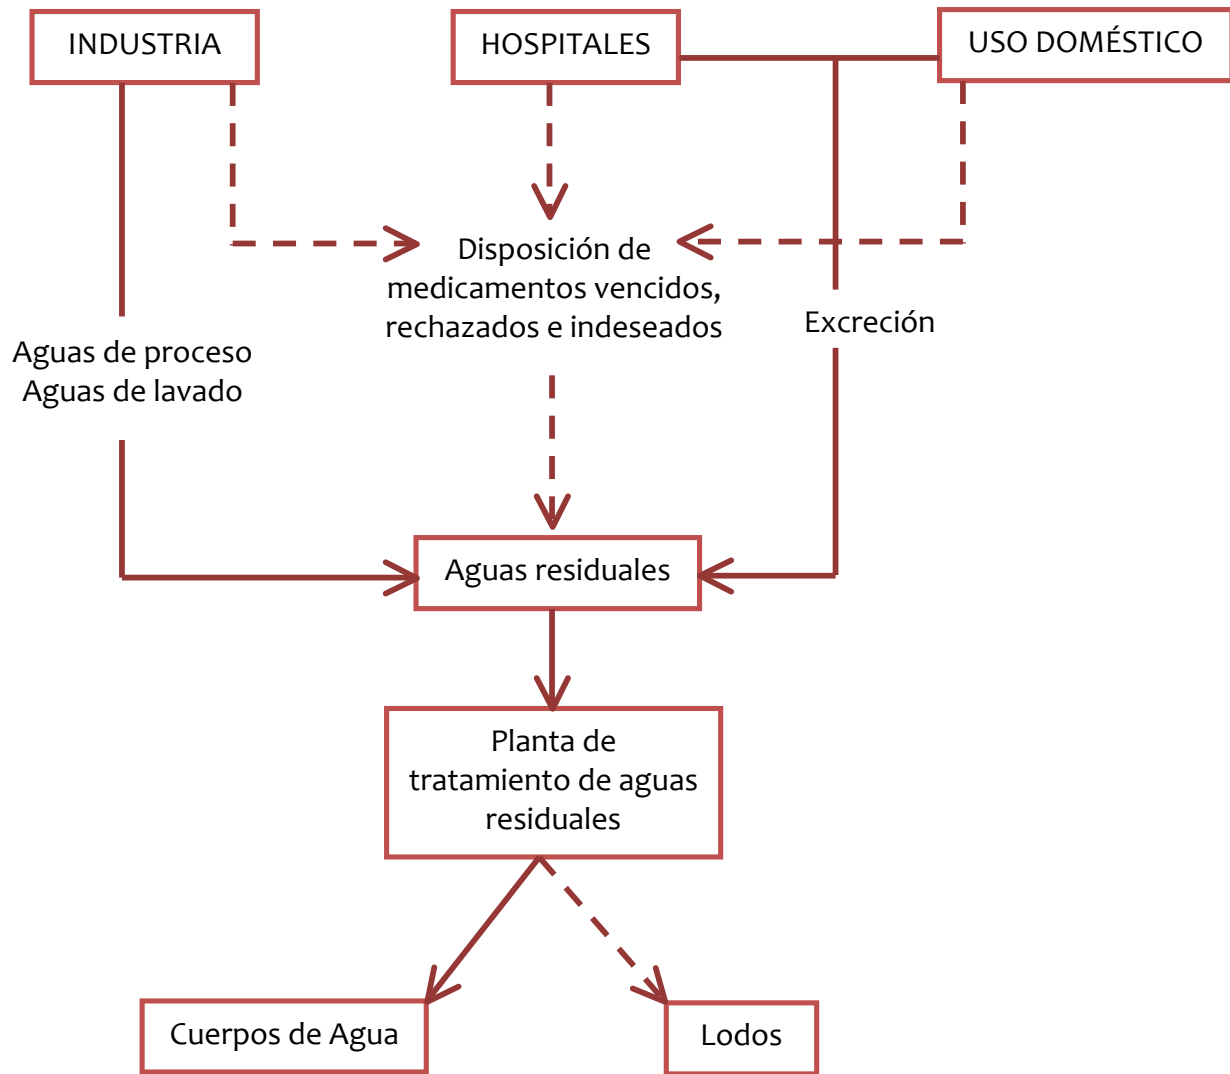 INDUSTRIA
HOSPITALES
USO DOMÉSTICO
Disposición de
medicamentos vencidos,
rechazados e indeseados
Excreción
Aguas de proceso
Aguas de lavado
Aguas residuales
Planta de
tratamiento de aguas
residuales
Cuerpos de Agua
Lodos